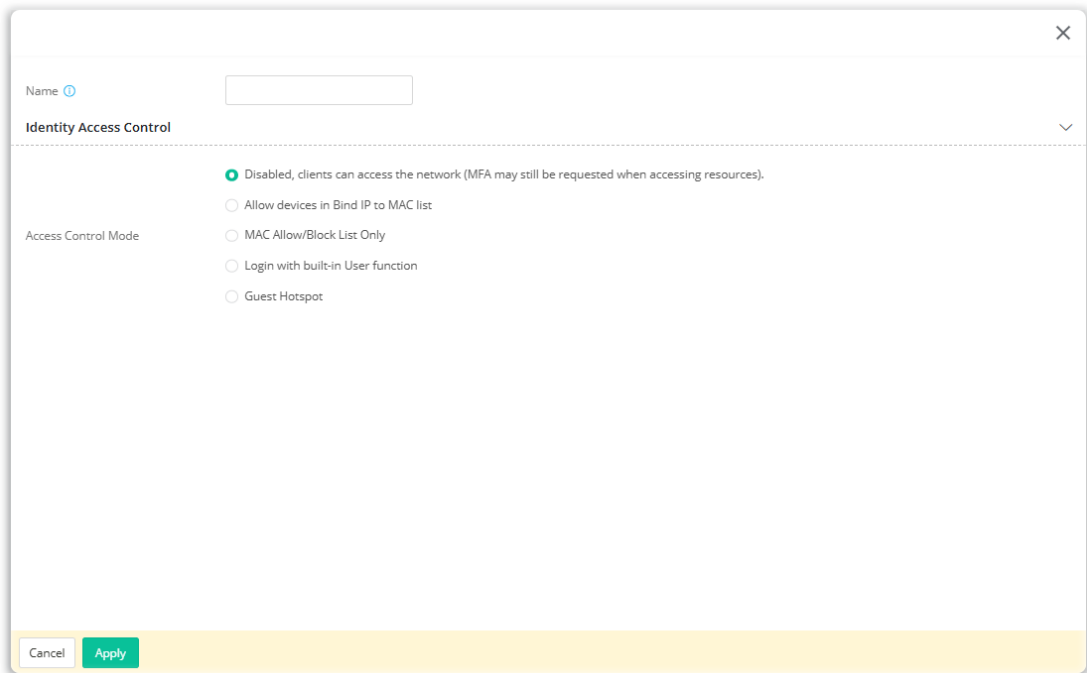 Name
Identity Access Control
Disabled, clients can access the network (MFA may still be requested when accessing resources).
Allow devices in Bind IP to MAC list
Access Control Mode
MAC Allow/Block List Only
Login with built-in User function
Guest Hotspot
Cancel
Apply